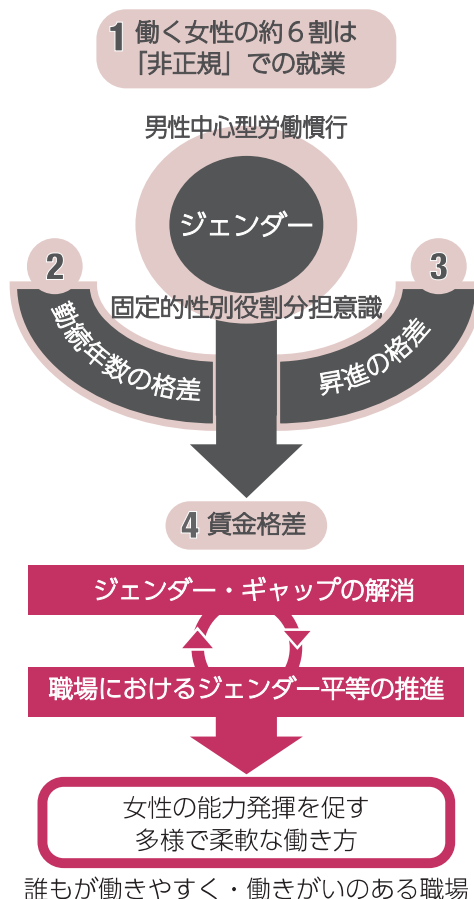 1 働く女性の約6割は
「非正規」での就業
男性中心型労働慣行
ジェンダー
固定的性別役割分担意識
2
勤続年数の格差
3
昇進の格差
4 賃金格差
ジェンダー・ギャップの解消
職場におけるジェンダー平等の推進
女性の能力発揮を促す
多様で柔軟な働き方
誰もが働きやすく・働きがいのある職場